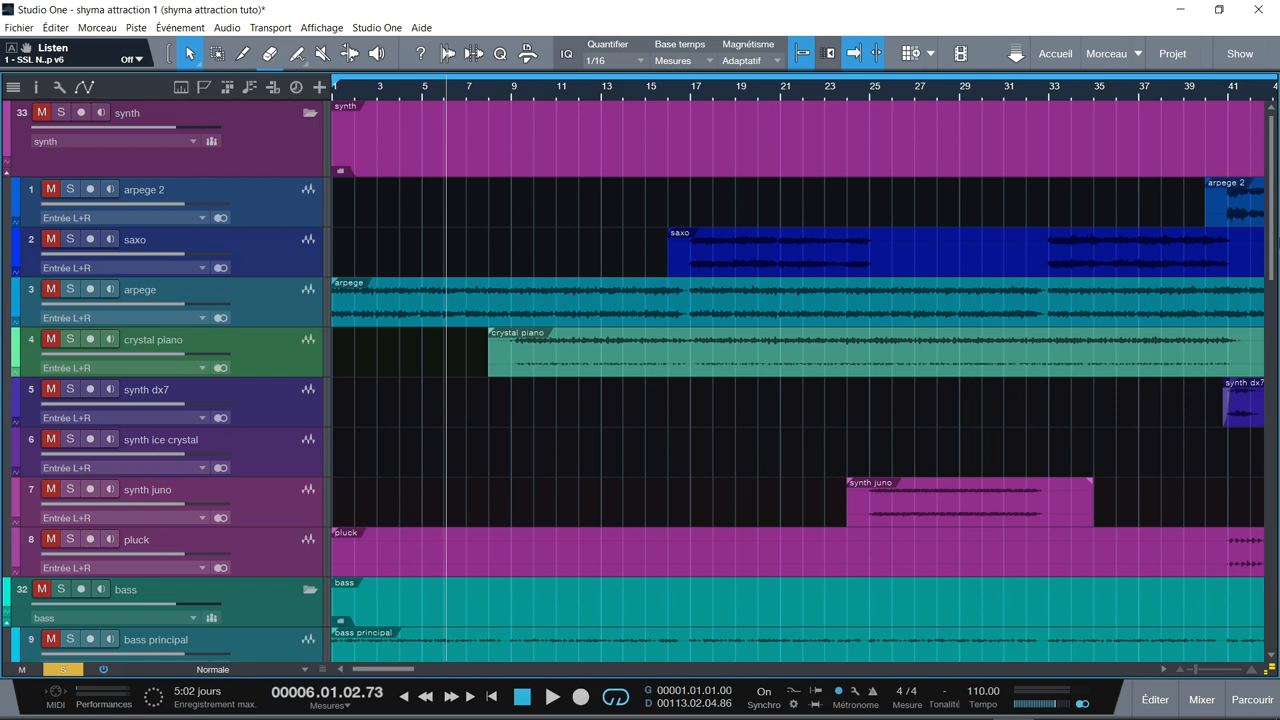 Studio One - shyma attraction 1 (shyma attraction tuto)*
Fichier Éditer Morceau Piste Événement Audio Transport Affichage Studio One Aide
A Listen
1 - SSL N..p v6 Off
? IQ Quantifier 1/16 Base temps Mesures Magnétisme Adaptatif Accueil Morceau Projet Show
1 3 5 7 9 11 13 15 17 19 21 23 25 27 29 31 33 35 37 39 41 4
33 M S synth synth
synth
1 M S arpege 2 arpege 2
Entrée L+R
2 M S saxo saxo
Entrée L+R
3 M S arpege arpege
Entrée L+R
4 M S crystal piano crystal piano
Entrée L+R
5 M S synth dx7 synth dx7
Entrée L+R
6 M S synth ice crystal
Entrée L+R
7 M S synth juno synth juno
Entrée L+R
8 M S pluck pluck
Entrée L+R
32 M S bass bass
bass
9 M S bass principal bass principal
M S Normale
MIDI Performances 5:02 jours Enregistrement max. 00006.01.02.73 Mesures G 00001.01.01.00 D 00113.02.04.86 On Synchro Métronome 4 / 4 Mesure - Tonalité 110.00 Tempo Éditer Mixer Parcourir